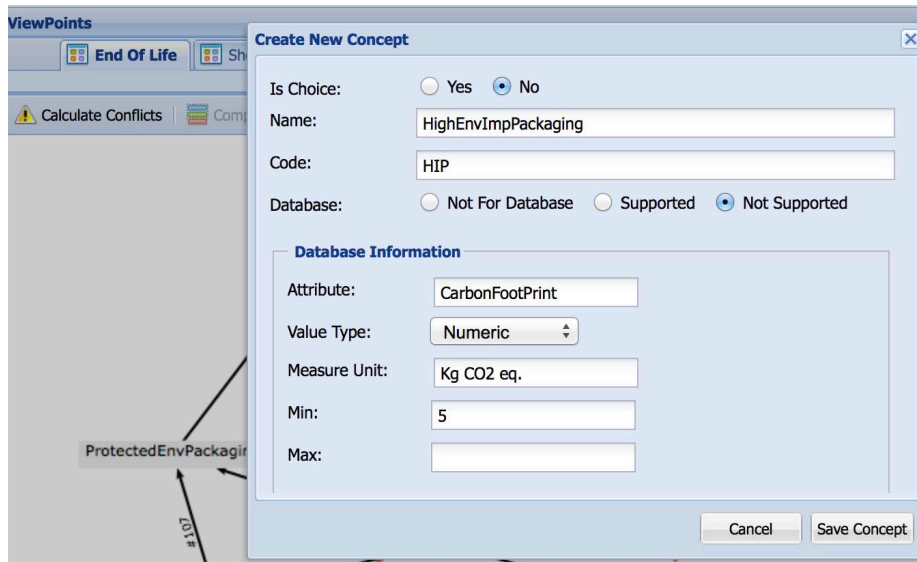 ViewPoints
End Of Life
Sh
Calculate Conflicts
Comp
Create New Concept
Is Choice: Yes No
Name: HighEnvImpPackaging
Code: HIP
Database: Not For Database Supported Not Supported
Database Information
Attribute: CarbonFootPrint
Value Type: Numeric
Measure Unit: Kg CO2 eq.
Min: 5
Max:
ProtectedEnvPackagin
#107
Cancel Save Concept